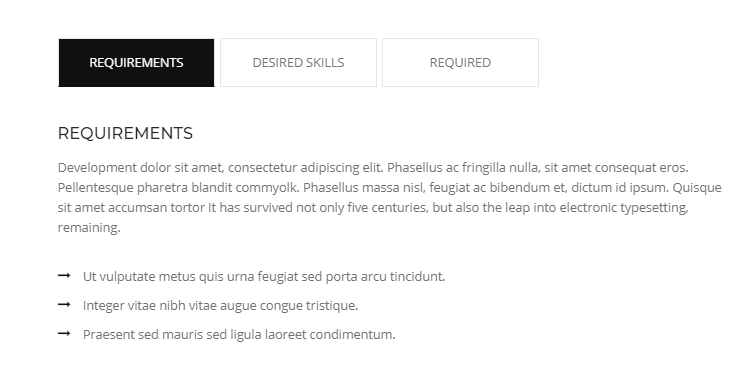 REQUIREMENTS
DESIRED SKILLS
REQUIRED
REQUIREMENTS
Development dolor sit amet, consectetur adipiscing elit. Phasellus ac fringilla nulla, sit amet consequat eros.
Pellentesque pharetra blandit commyolk. Phasellus massa nisl, feugiat ac bibendum et, dictum id ipsum. Quisque
sit amet accumsan tortor It has survived not only five centuries, but also the leap into electronic typesetting,
remaining.
Ut vulputate metus quis urna feugiat sed porta arcu tincidunt.
Integer vitae nibh vitae augue congue tristique.
Praesent sed mauris sed ligula laoreet condimentum.